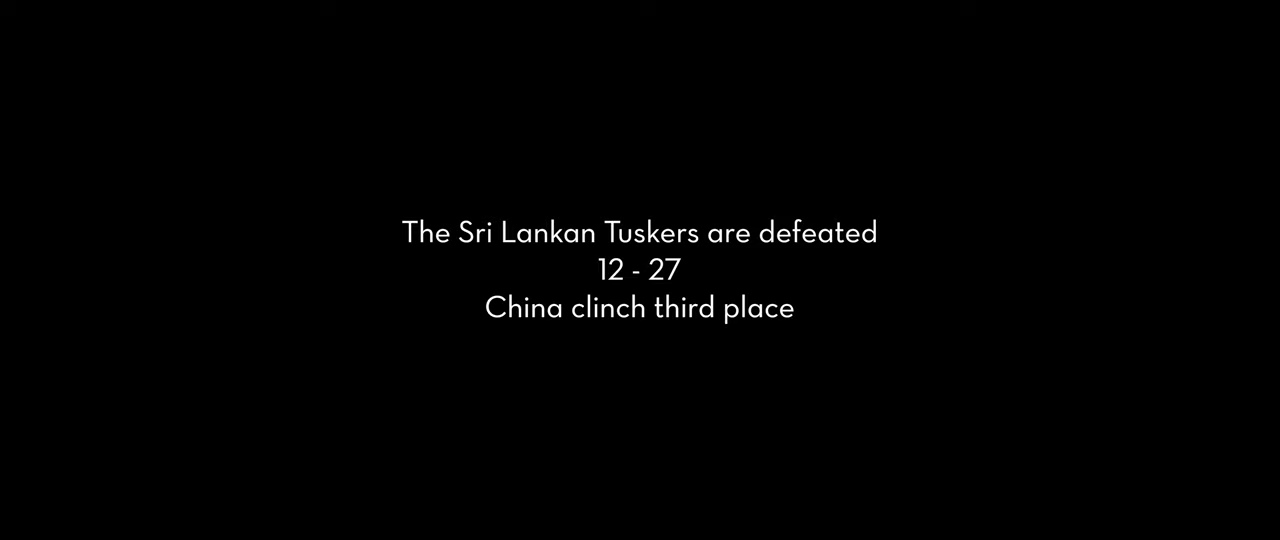 The Sri Lankan Tuskers are defeated
12 - 27
China clinch third place